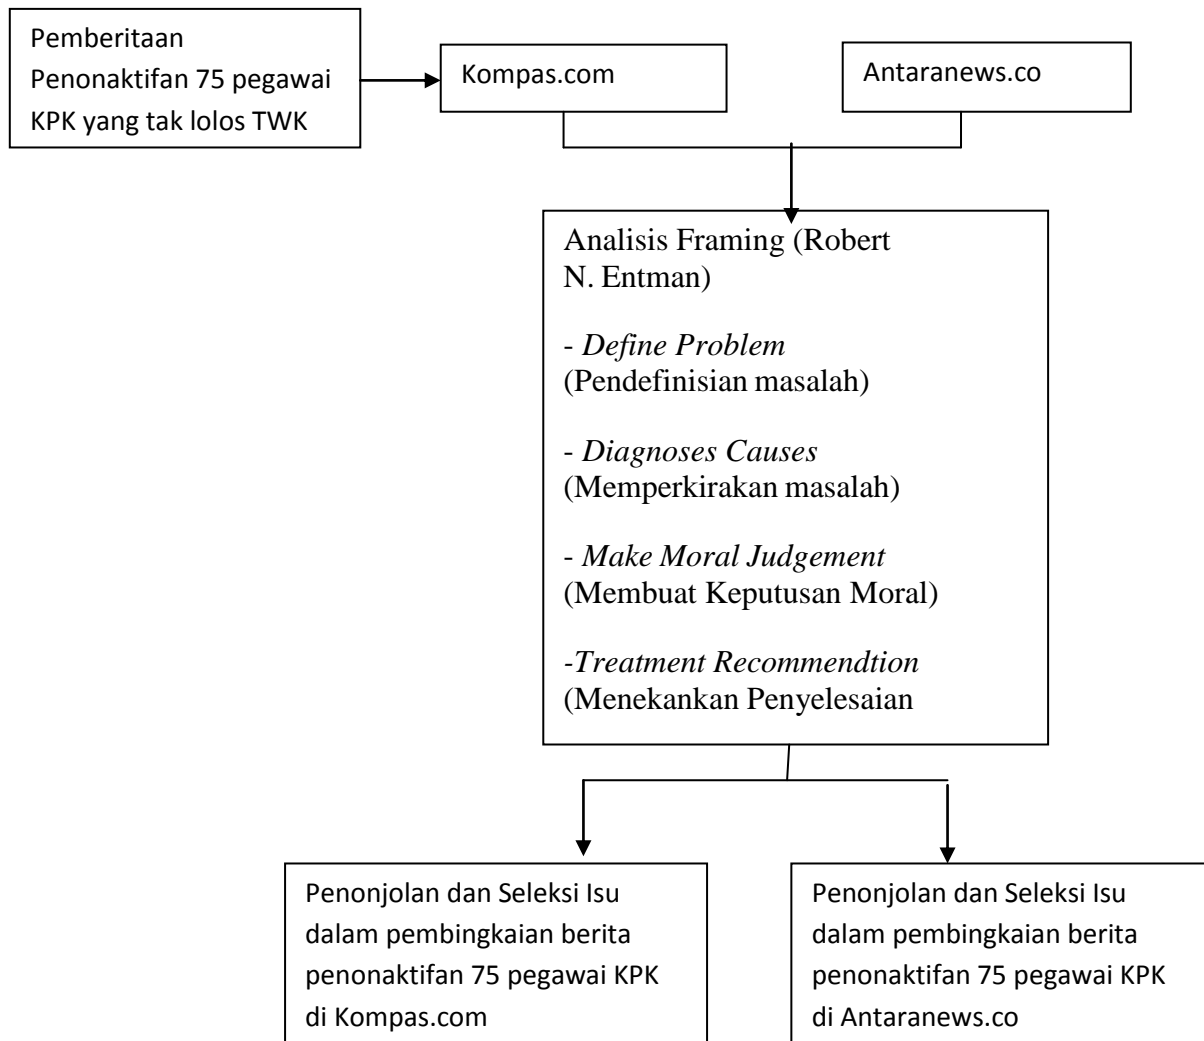 Pemberitaan
Penonaktifan 75 pegawai
KPK yang tak lolos TWK
Kompas.com
Antaranews.co
Analisis Framing (Robert
N. Entman)
- Define Problem
(Pendefinisian masalah)
- Diagnoses Causes
(Memperkirakan masalah)
- Make Moral Judgement
(Membuat Keputusan Moral)
-Treatment Recommendtion
(Menekankan Penyelesaian
Penonjolan dan Seleksi Isu
dalam pembingkaian berita
penonaktifan 75 pegawai KPK
di Kompas.com
Penonjolan dan Seleksi Isu
dalam pembingkaian berita
penonaktifan 75 pegawai KPK
di Antaranews.co